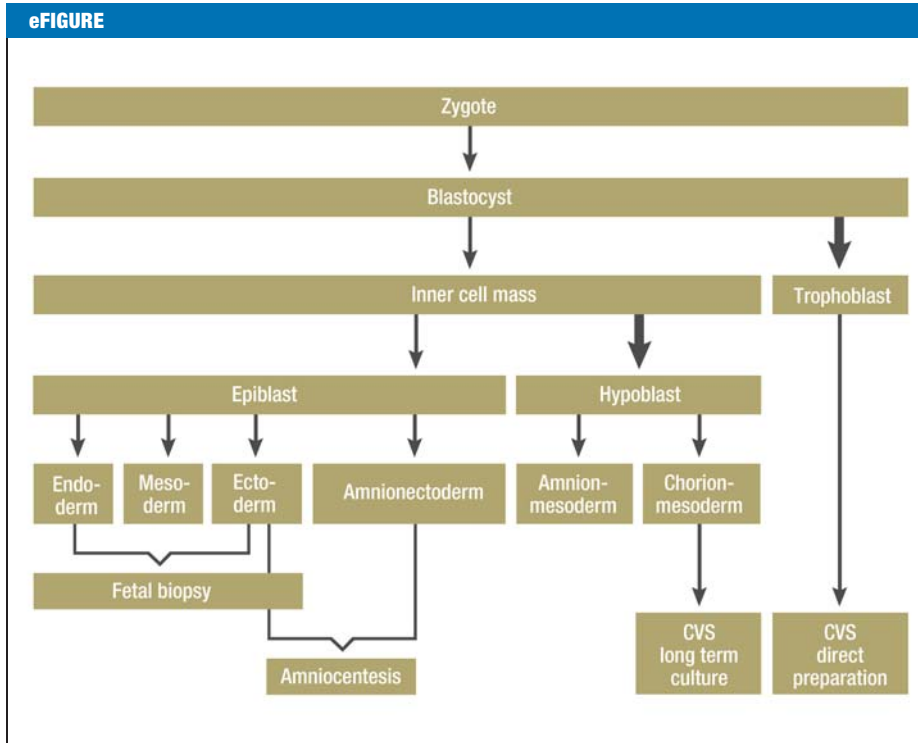 eFIGURE
Zygote
Blastocyst
Inner cell mass
Trophoblast
Epiblast
Hypoblast
Endo-
derm
Meso-
derm
Ecto-
derm
Amnionectoderm
Amnion-
mesoderm
Chorion-
mesoderm
Fetal biopsy
Amniocentesis
CVS
long term
culture
CVS
direct
preparation